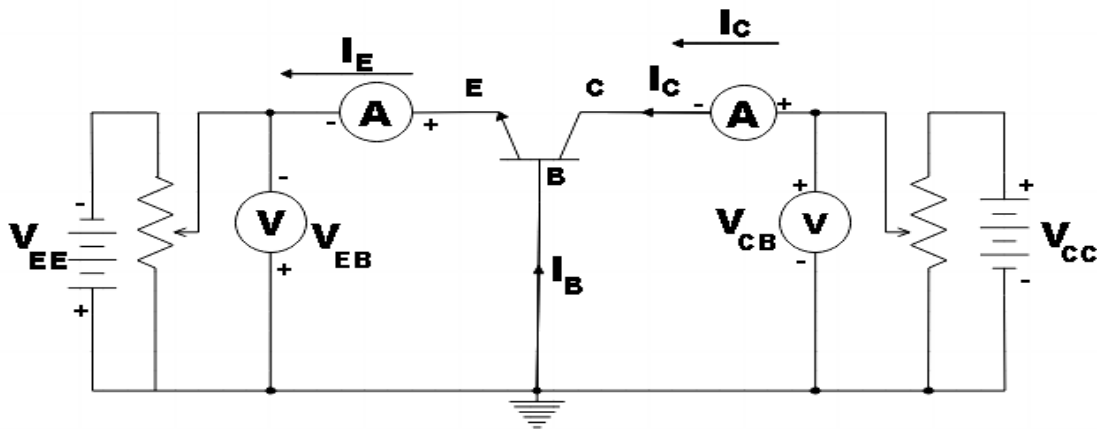 IC
IE
E
C
IC
A
A
- +
- +
B
-
+
-
+
V
V
VEE
VEB
VCB
VCC
+
-
+
+
-
-
IB